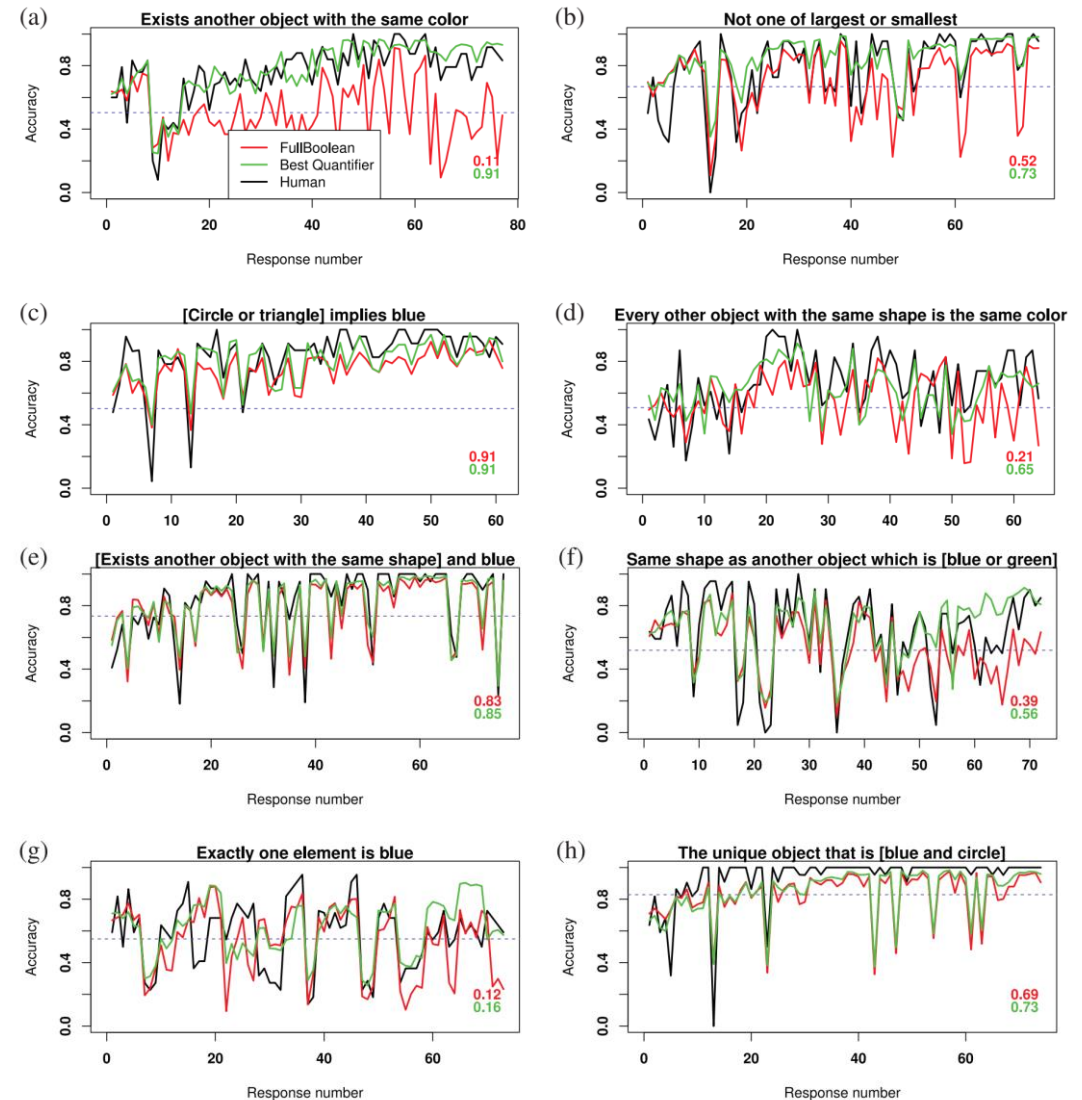 (a)
Exists another object with the same color
Accuracy
0.0 0.4 0.8
FullBoolean
Best Quantifier
Human
0.11
0.91
0 20 40 60 80
Response number
(b)
Not one of largest or smallest
Accuracy
0.0 0.4 0.8
0.52
0.73
0 20 40 60
Response number
(c)
[Circle or triangle] implies blue
Accuracy
0.0 0.4 0.8
0.91
0.91
0 10 20 30 40 50 60
(d)
Every other object with the same shape is the same color
Accuracy
0.0 0.4 0.8
0.21
0.65
0 10 20 30 40 50 60
(e)
[Exists another object with the same shape] and blue
Accuracy
0.0 0.4 0.8
0.83
0.85
0 20 40 60
Response number
(f)
Same shape as another object which is [blue or green]
Accuracy
0.0 0.4 0.8
0.39
0.56
0 10 20 30 40 50 60 70
Response number
(g)
Exactly one element is blue
Accuracy
0.0 0.4 0.8
0.12
0.16
0 20 40 60
Response number
(h)
The unique object that is [blue and circle]
Accuracy
0.0 0.4 0.8
0.69
0.73
0 20 40 60
Response number